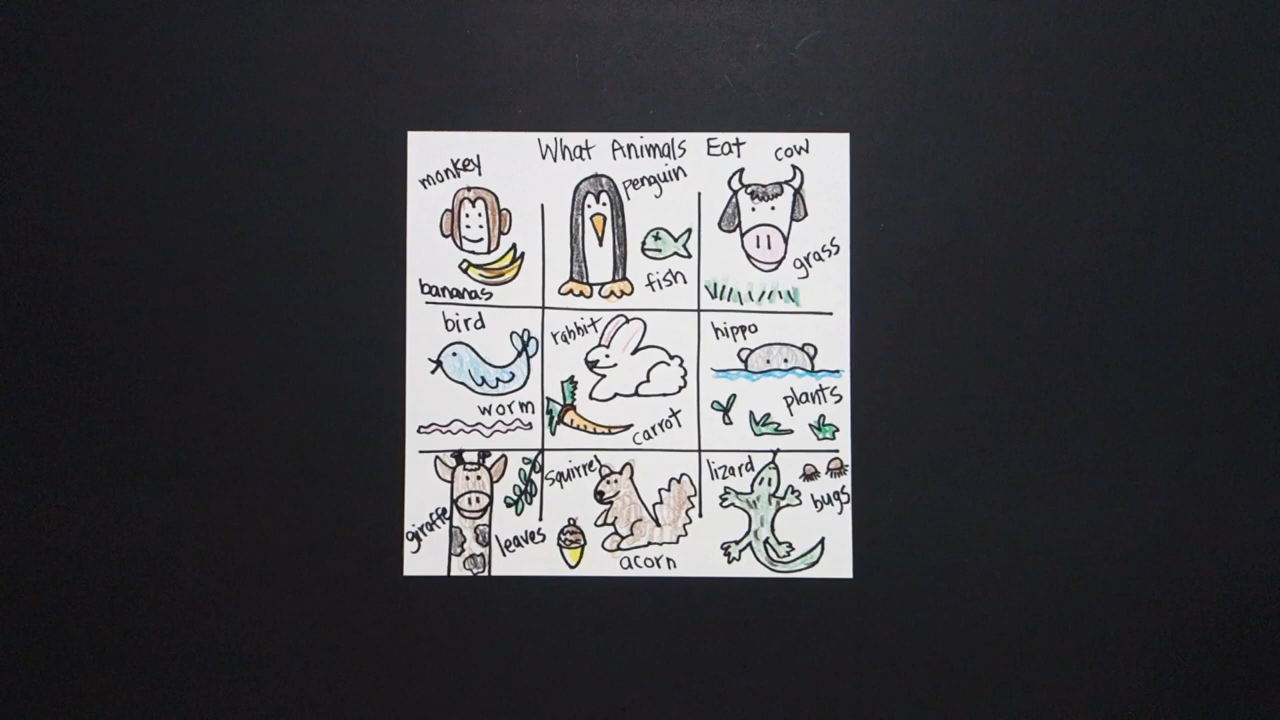 What Animals Eat
monkey
bananas
penguin
fish
cow
grass
bird
worm
rabbit
carrot
hippo
plants
giraffe
leaves
squirrel
acorn
lizard
bugs